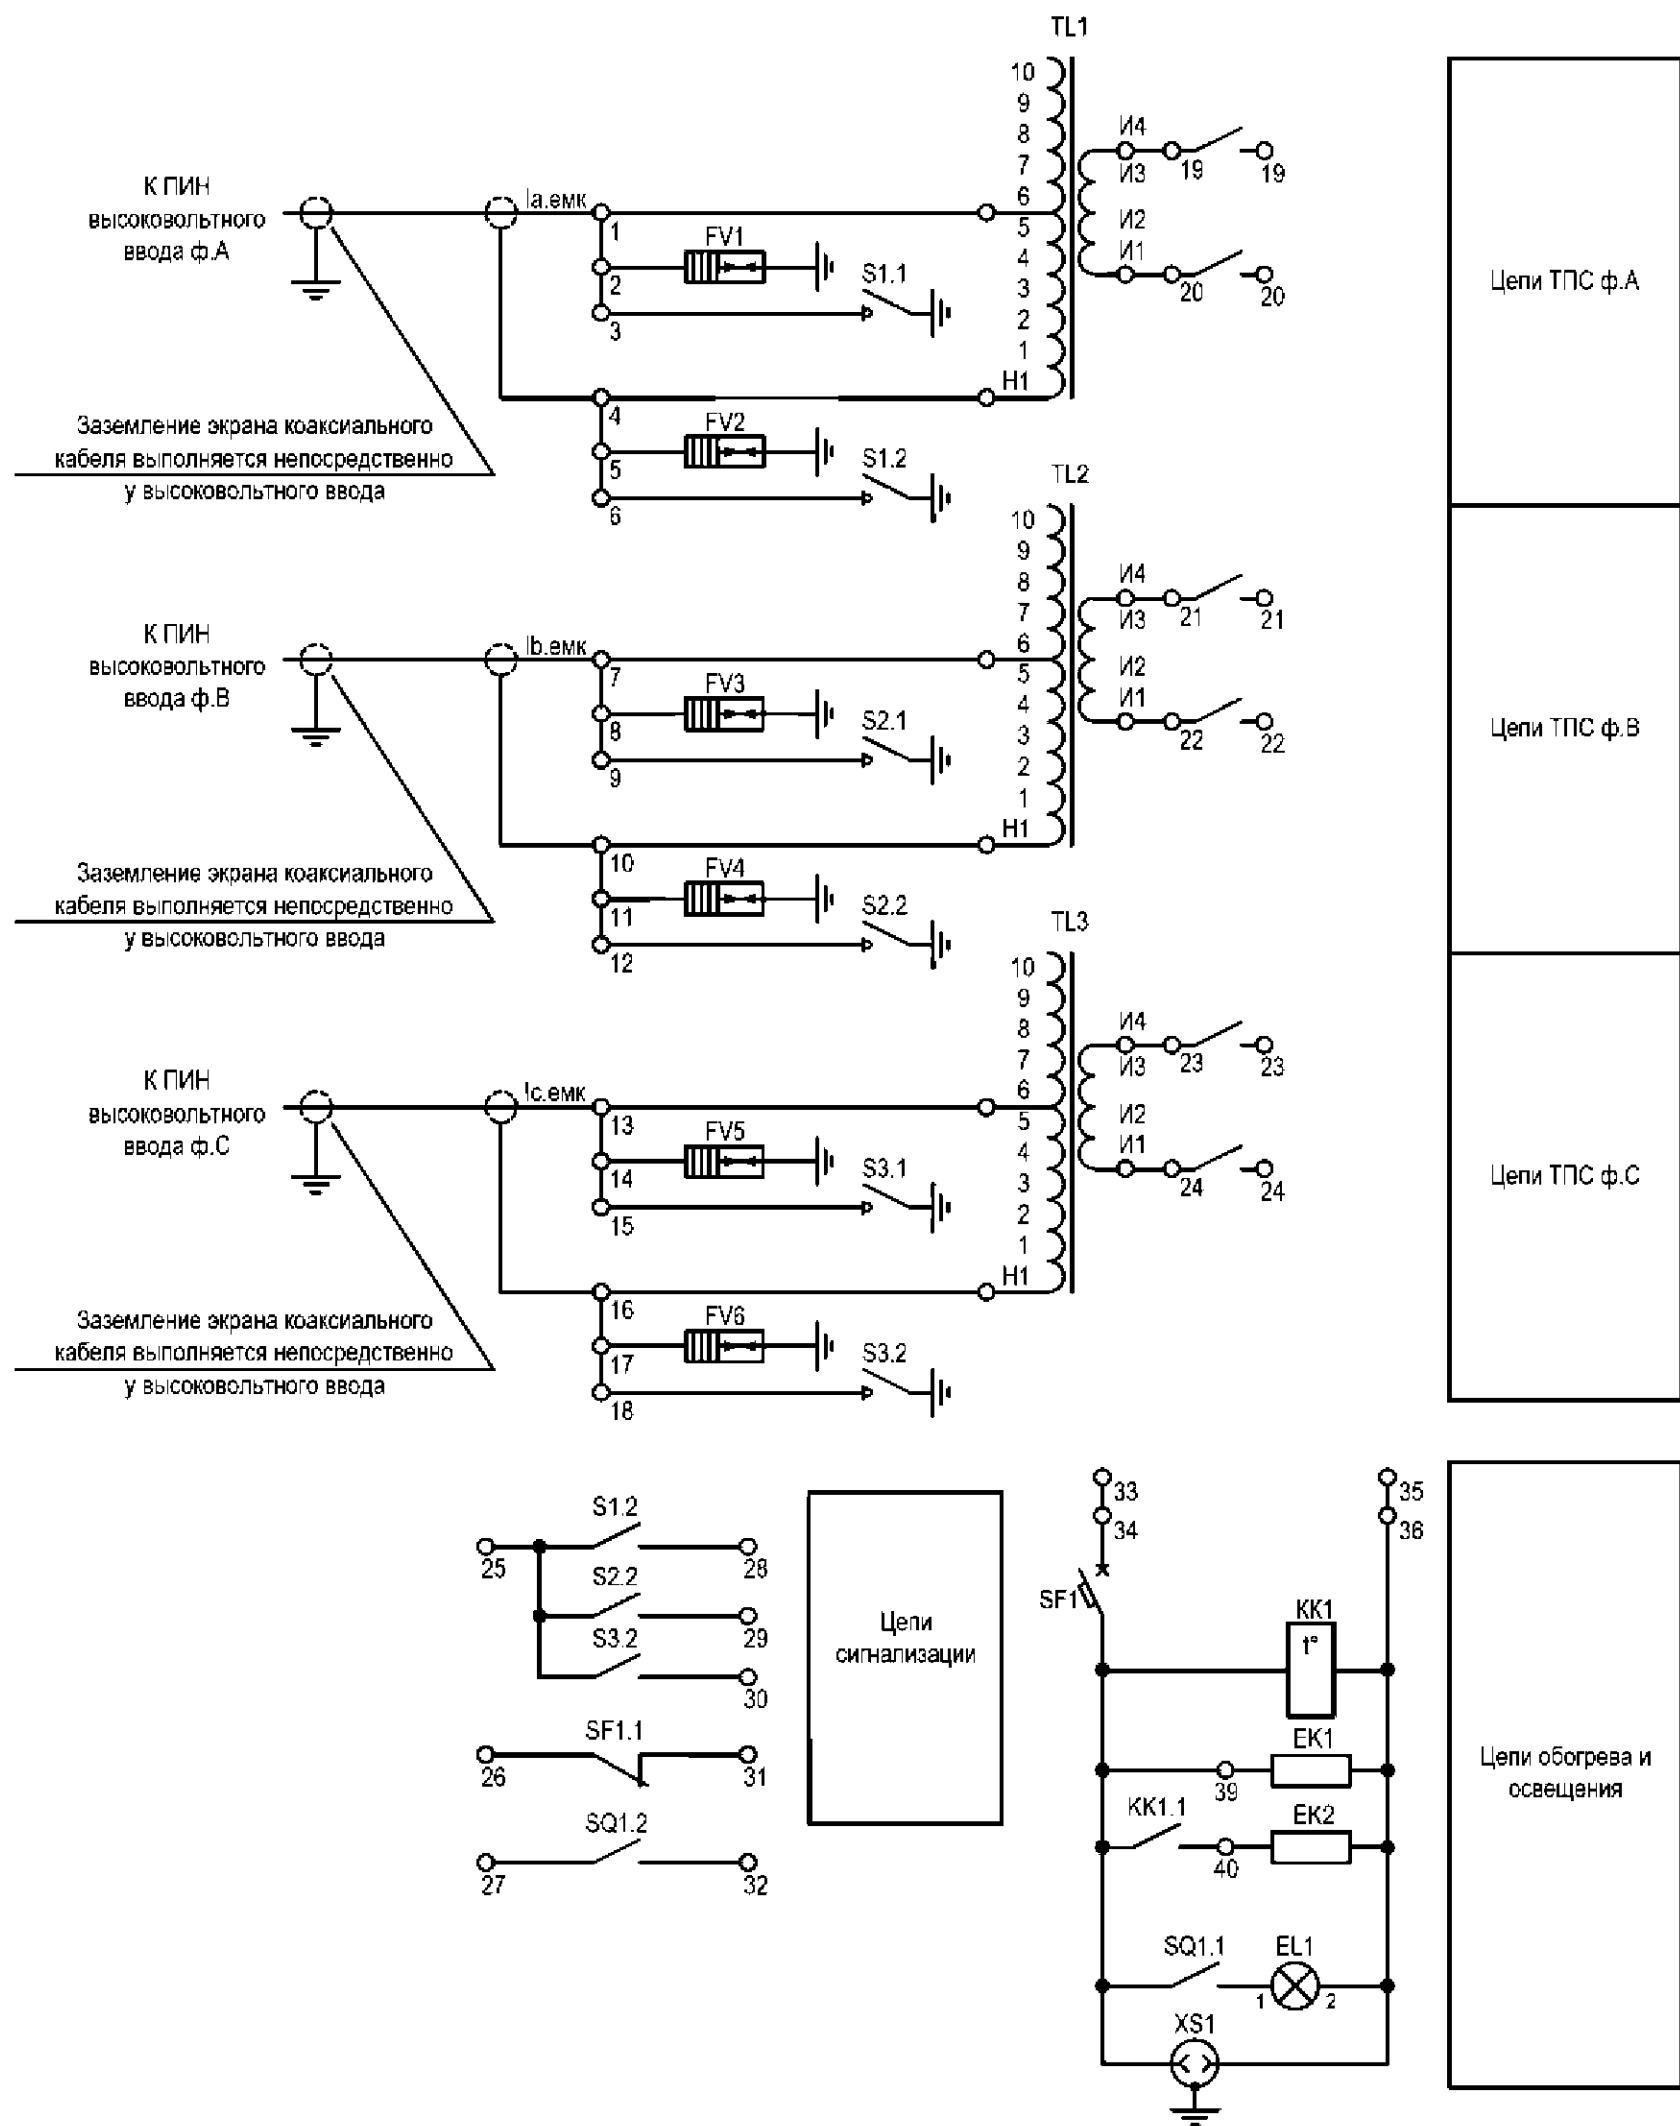 TL1
10
9
8
7
6
5
4
3
2
1
Н1
И4
И3
И2
И1
19
19
20
20
К ПИН
высоковольтного
ввода ф.А
Iа.емк
1
2
3
FV1
S1.1
4
5
6
FV2
S1.2
Заземление экрана коаксиального
кабеля выполняется непосредственно
у высоковольтного ввода
Цепи ТПС ф.А
TL2
10
9
8
7
6
5
4
3
2
1
Н1
И4
И3
И2
И1
21
21
22
22
К ПИН
высоковольтного
ввода ф.В
Ib.емк
7
8
9
FV3
S2.1
10
11
12
FV4
S2.2
Заземление экрана коаксиального
кабеля выполняется непосредственно
у высоковольтного ввода
Цепи ТПС ф.В
TL3
10
9
8
7
6
5
4
3
2
1
Н1
И4
И3
И2
И1
23
23
24
24
К ПИН
высоковольтного
ввода ф.С
Iс.емк
13
14
15
FV5
S3.1
16
17
18
FV6
S3.2
Заземление экрана коаксиального
кабеля выполняется непосредственно
у высоковольтного ввода
Цепи ТПС ф.С
S1.2
25
28
S2.2
29
S3.2
30
SF1.1
26
31
SQ1.2
27
32
Цепи
сигнализации
33
34
35
36
SF1
KK1
t°
EK1
39
KK1.1
EK2
40
SQ1.1
EL1
1
2
XS1
Цепи обогрева и
освещения